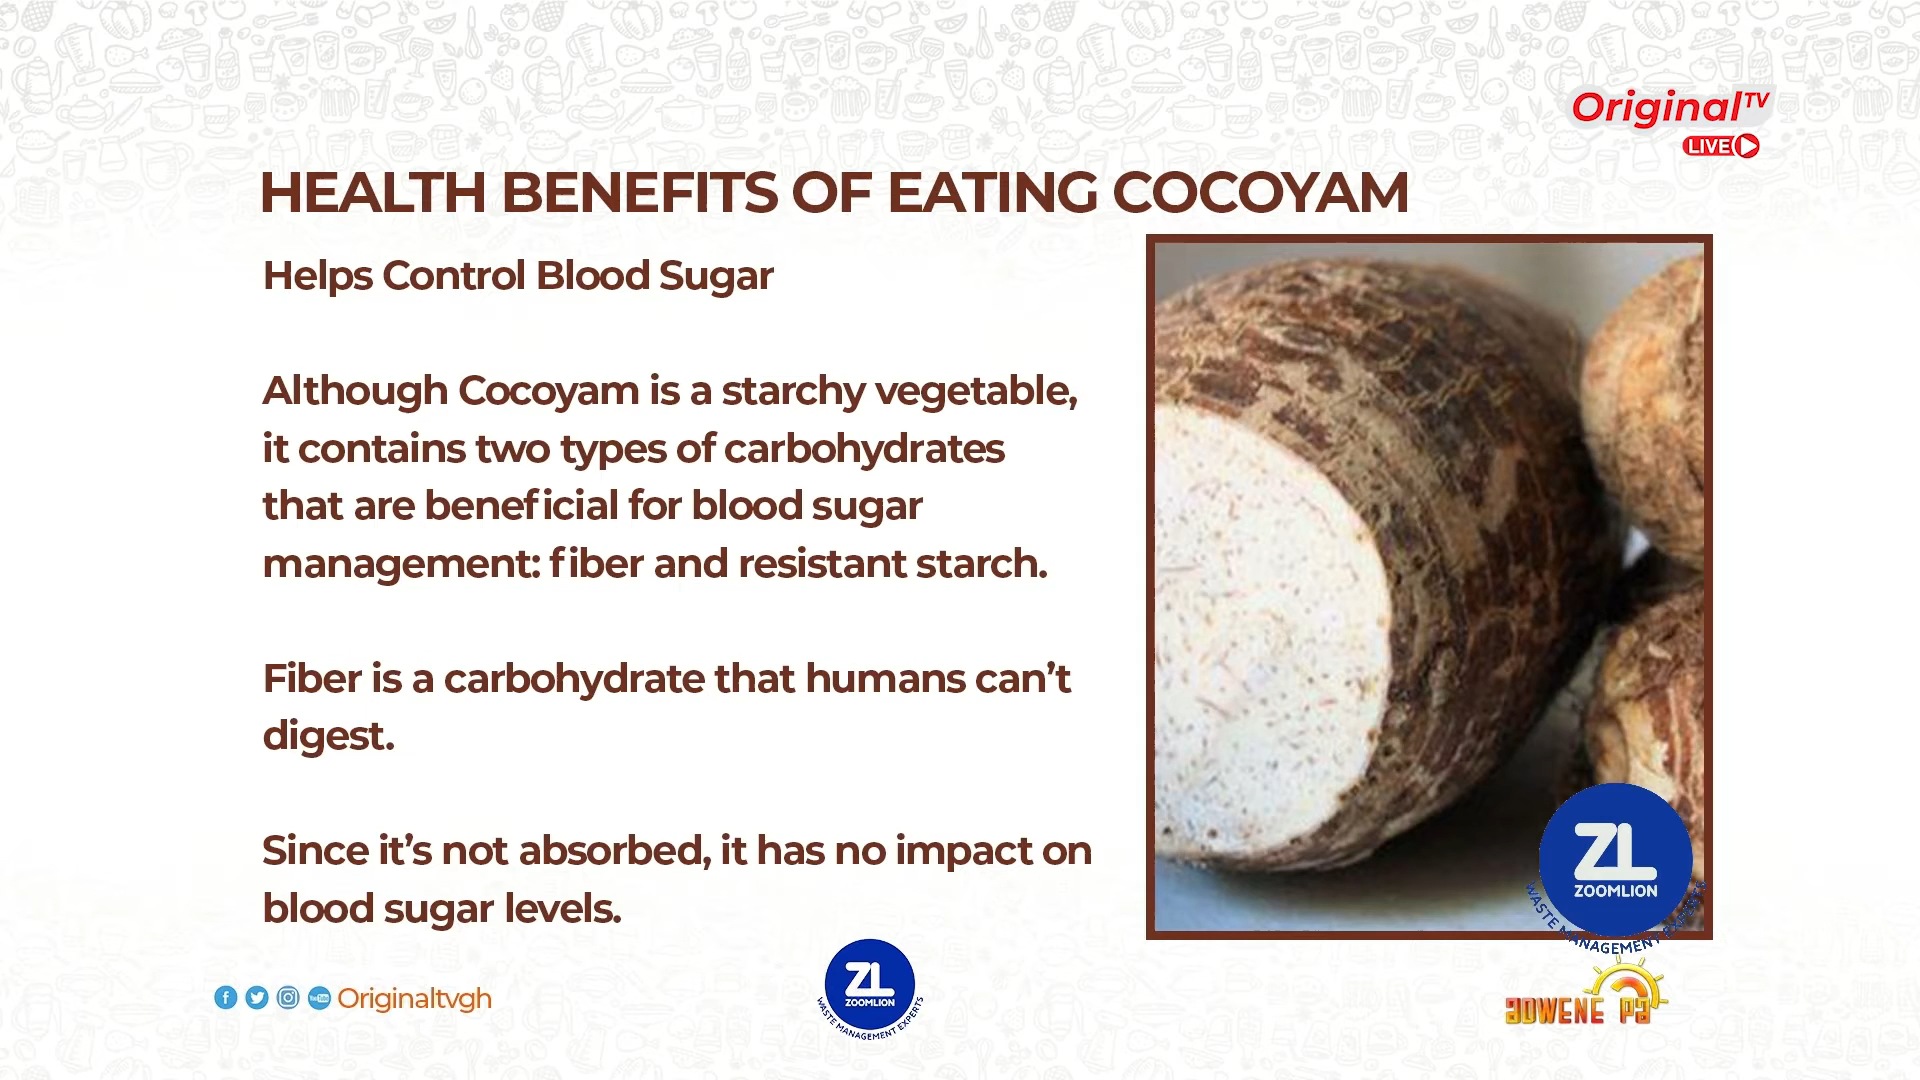 Original TV
LIVE
HEALTH BENEFITS OF EATING COCOYAM
Helps Control Blood Sugar
Although Cocoyam is a starchy vegetable,
it contains two types of carbohydrates
that are beneficial for blood sugar
management: fiber and resistant starch.
Fiber is a carbohydrate that humans can’t
digest.
Since it’s not absorbed, it has no impact on
blood sugar levels.
ZL
ZOOMLION
WASTE MANAGEMENT EXPERTS
Originaltvgh
ZL
ZOOMLION
WASTE MANAGEMENT EXPERTS
ADWENE PA